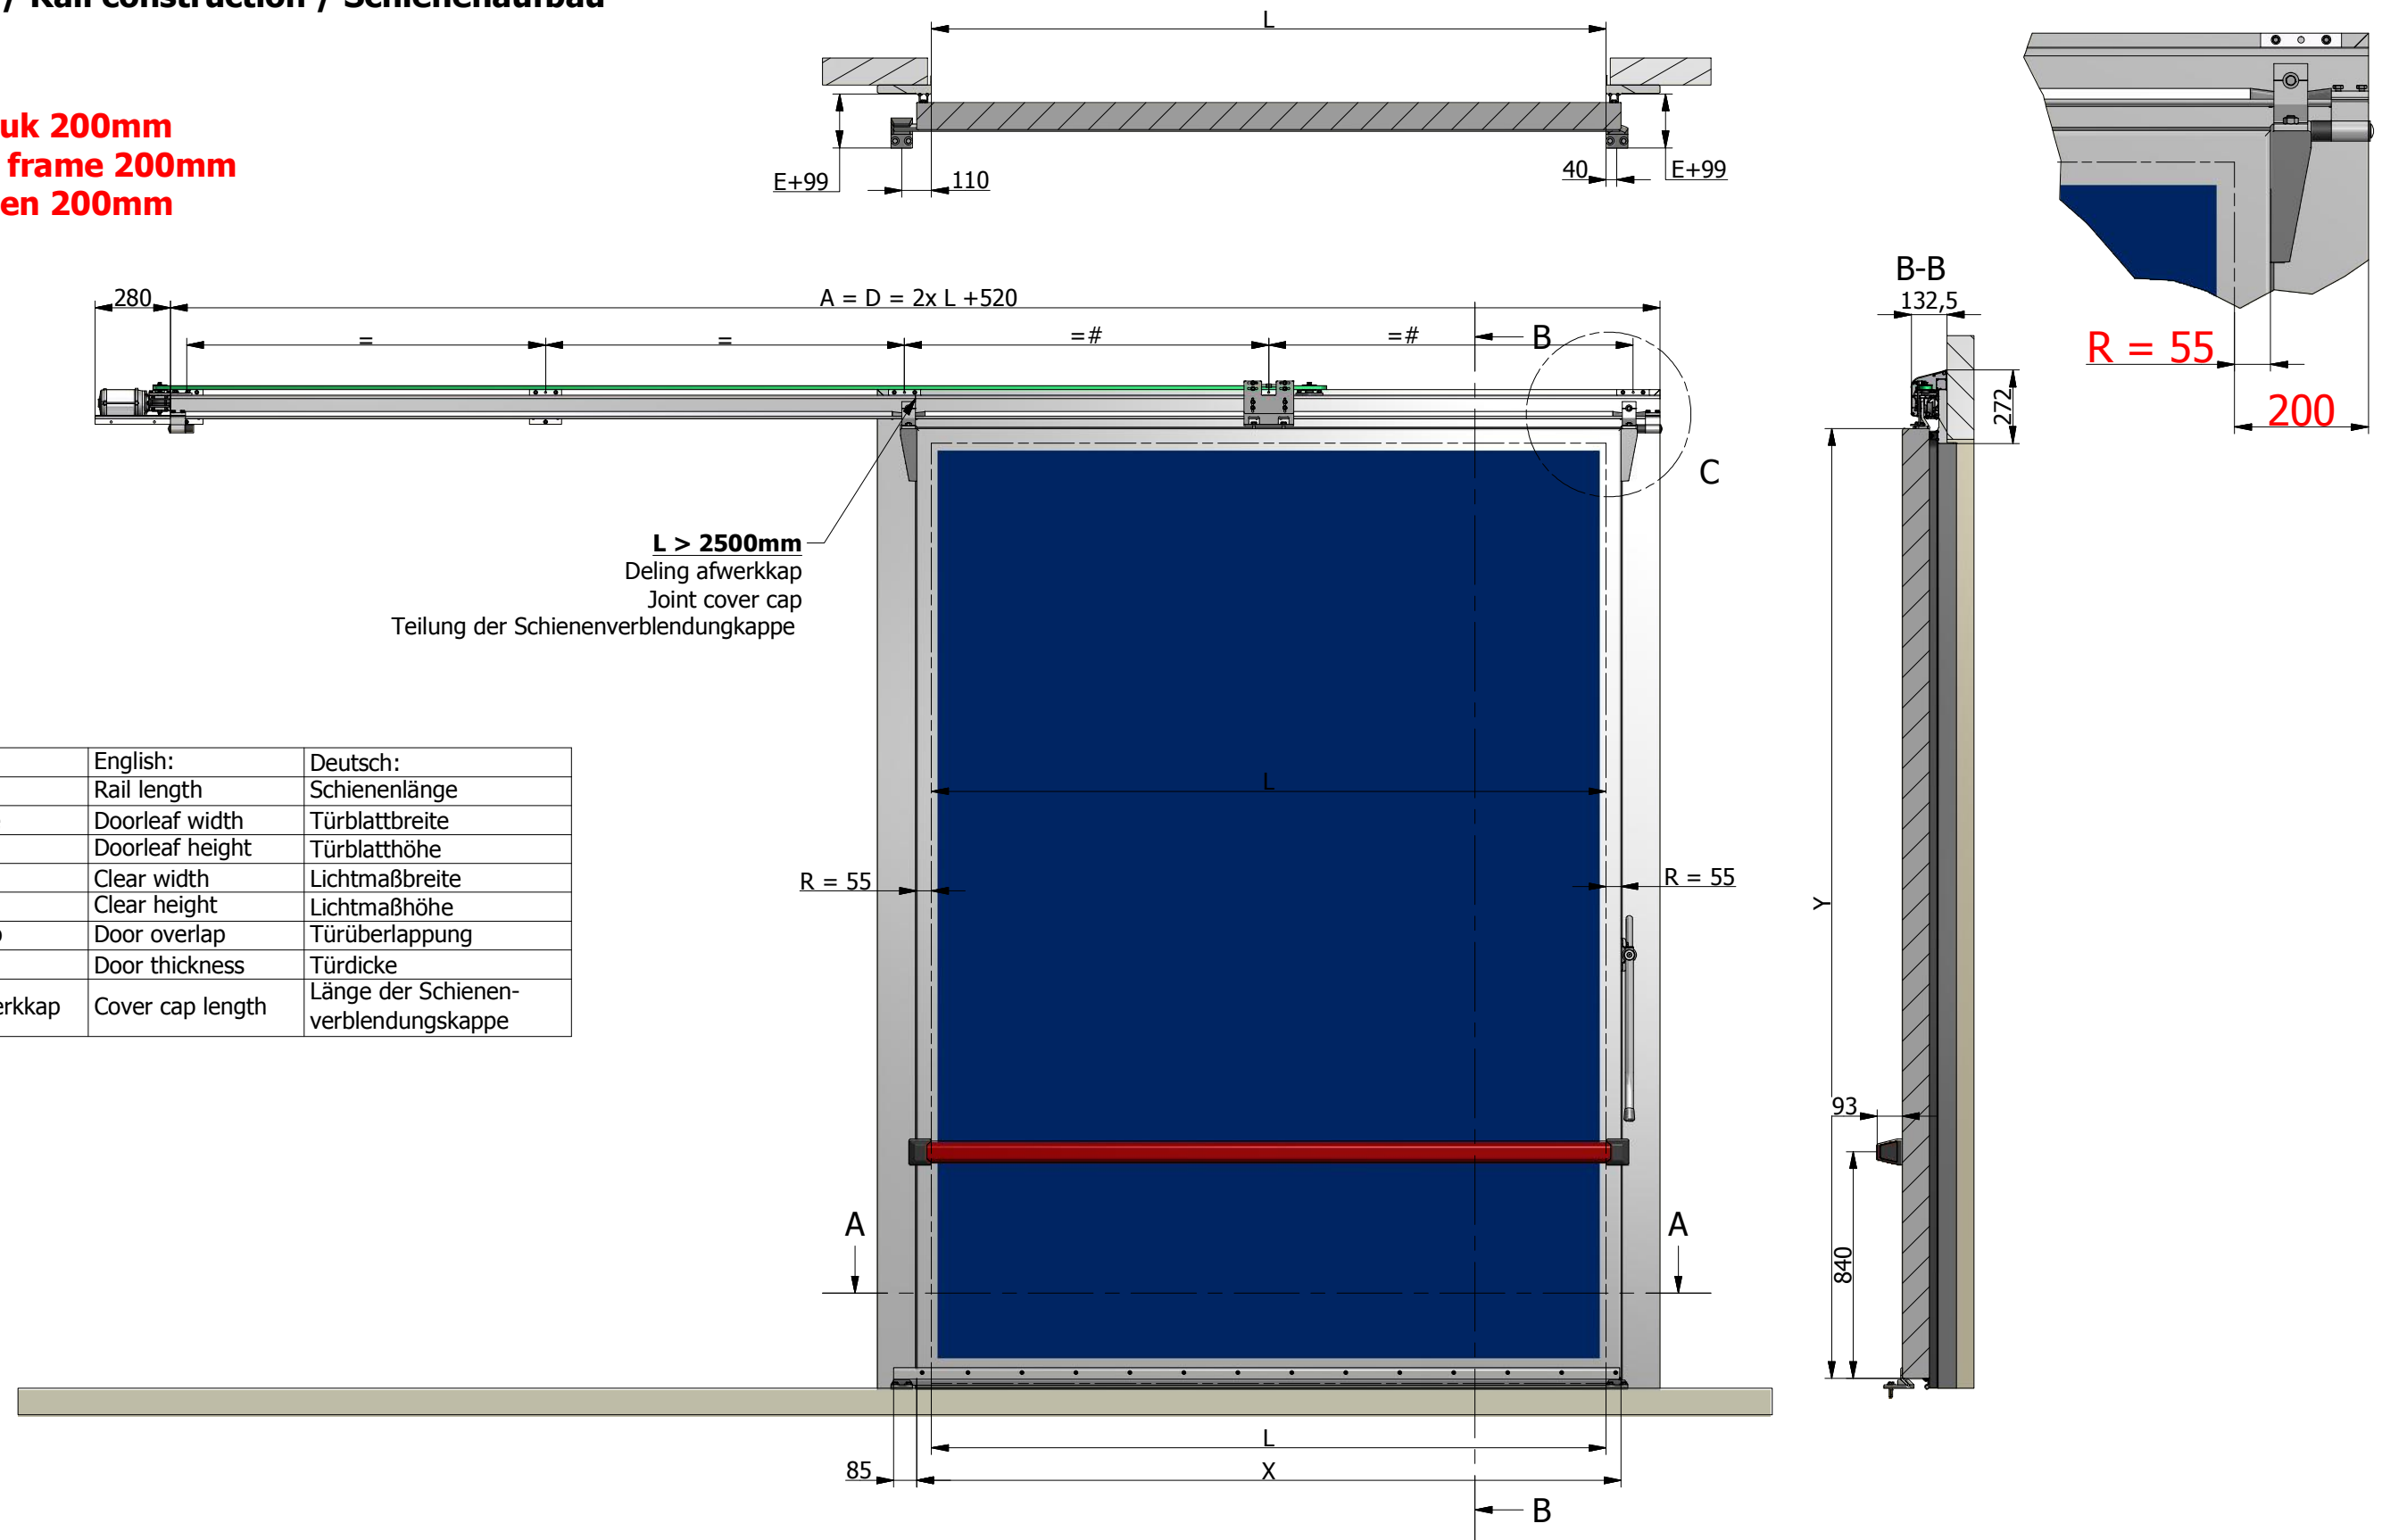 / Rail construction / Schienenaufbau
uk 200mm
frame 200mm
en 200mm
L
E+99
110
40
E+99
280
A = D = 2x L +520
=
=
=#
=#
B
C
B-B
132,5
272
R = 55
200
L > 2500mm
Deling afwerkkap
Joint cover cap
Teilung der Schienenverblendungkappe
English: Deutsch:
Rail length Schienenlänge
Doorleaf width Türblattbreite
Doorleaf height Türblatthöhe
Clear width Lichtmaßbreite
Clear height Lichtmaßhöhe
Door overlap Türüberlappung
Door thickness Türdicke
erkkap Cover cap length Länge der Schienen-
verblendungskappe
L
R = 55
R = 55
Y
93
840
A
A
L
85
X
B